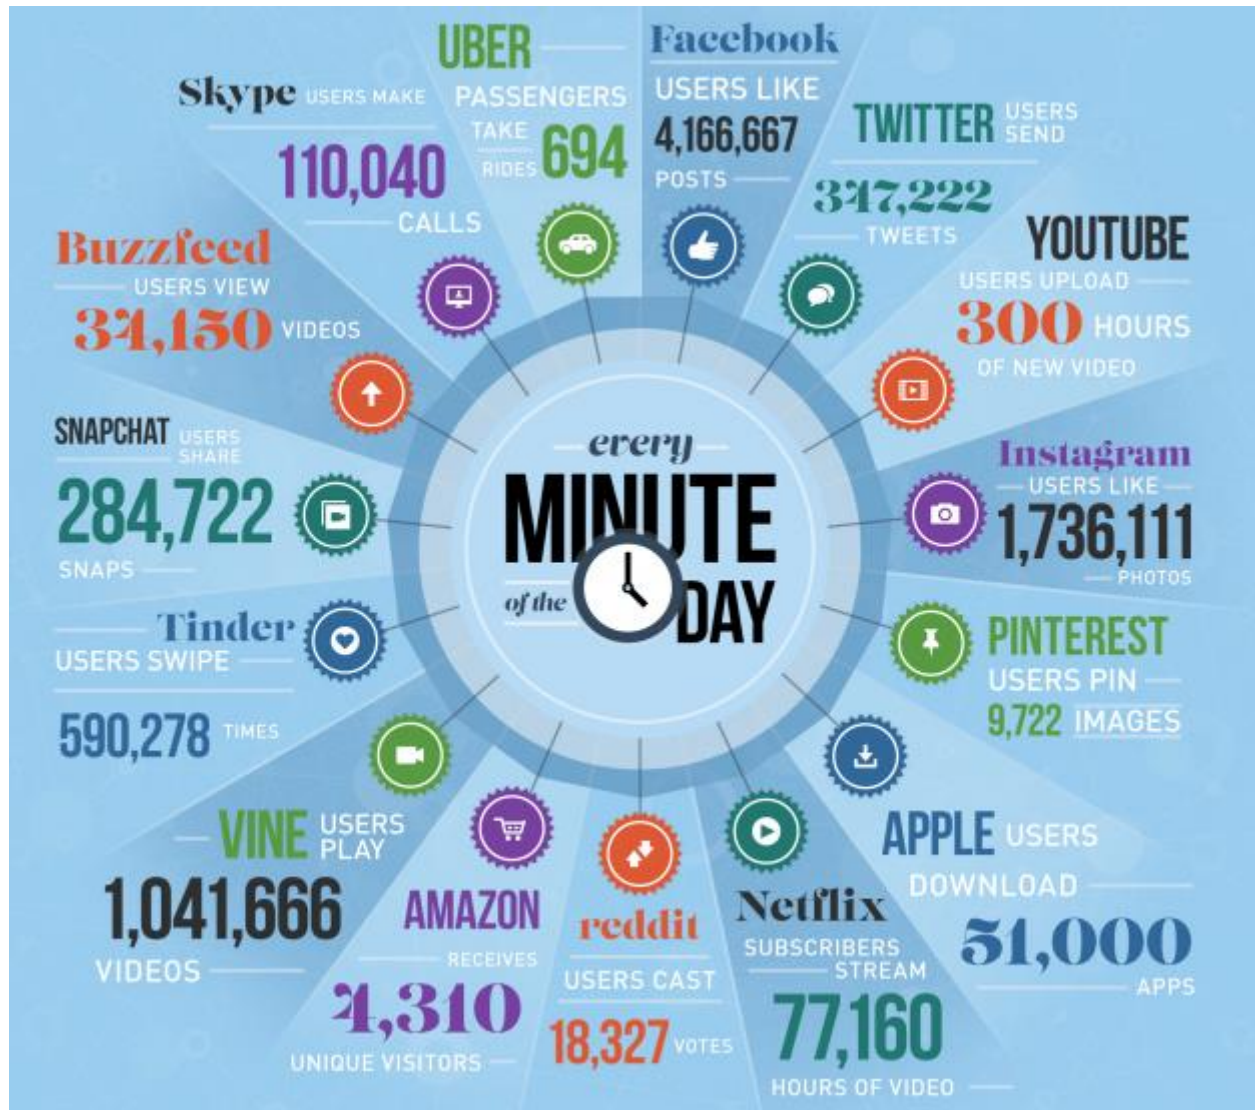 every
MINUTE
of the DAY
Facebook
USERS LIKE
4,166,667
POSTS
TWITTER USERS
SEND
347,222
TWEETS
YOUTUBE
USERS UPLOAD
300 HOURS
OF NEW VIDEO
Instagram
USERS LIKE
1,736,111
PHOTOS
PINTEREST
USERS PIN
9,722 IMAGES
APPLE USERS
DOWNLOAD
51,000
APPS
Netflix
SUBSCRIBERS
STREAM
77,160
HOURS OF VIDEO
reddit
USERS CAST
18,327 VOTES
AMAZON
RECEIVES
4,310
UNIQUE VISITORS
VINE USERS
PLAY
1,041,666
VIDEOS
Tinder
USERS SWIPE
590,278 TIMES
SNAPCHAT USERS
SHARE
284,722
SNAPS
Buzzfeed
USERS VIEW
34,150 VIDEOS
Skype USERS MAKE
110,040
CALLS
UBER
PASSENGERS
TAKE
RIDES 694